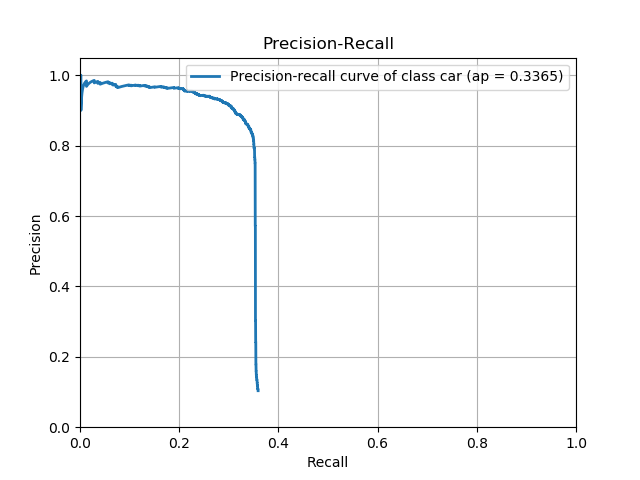 Precision-Recall
Precision-recall curve of class car (ap = 0.3365)
1.0
0.8
0.6
0.4
0.2
0.0
Precision
0.0 0.2 0.4 0.6 0.8 1.0
Recall